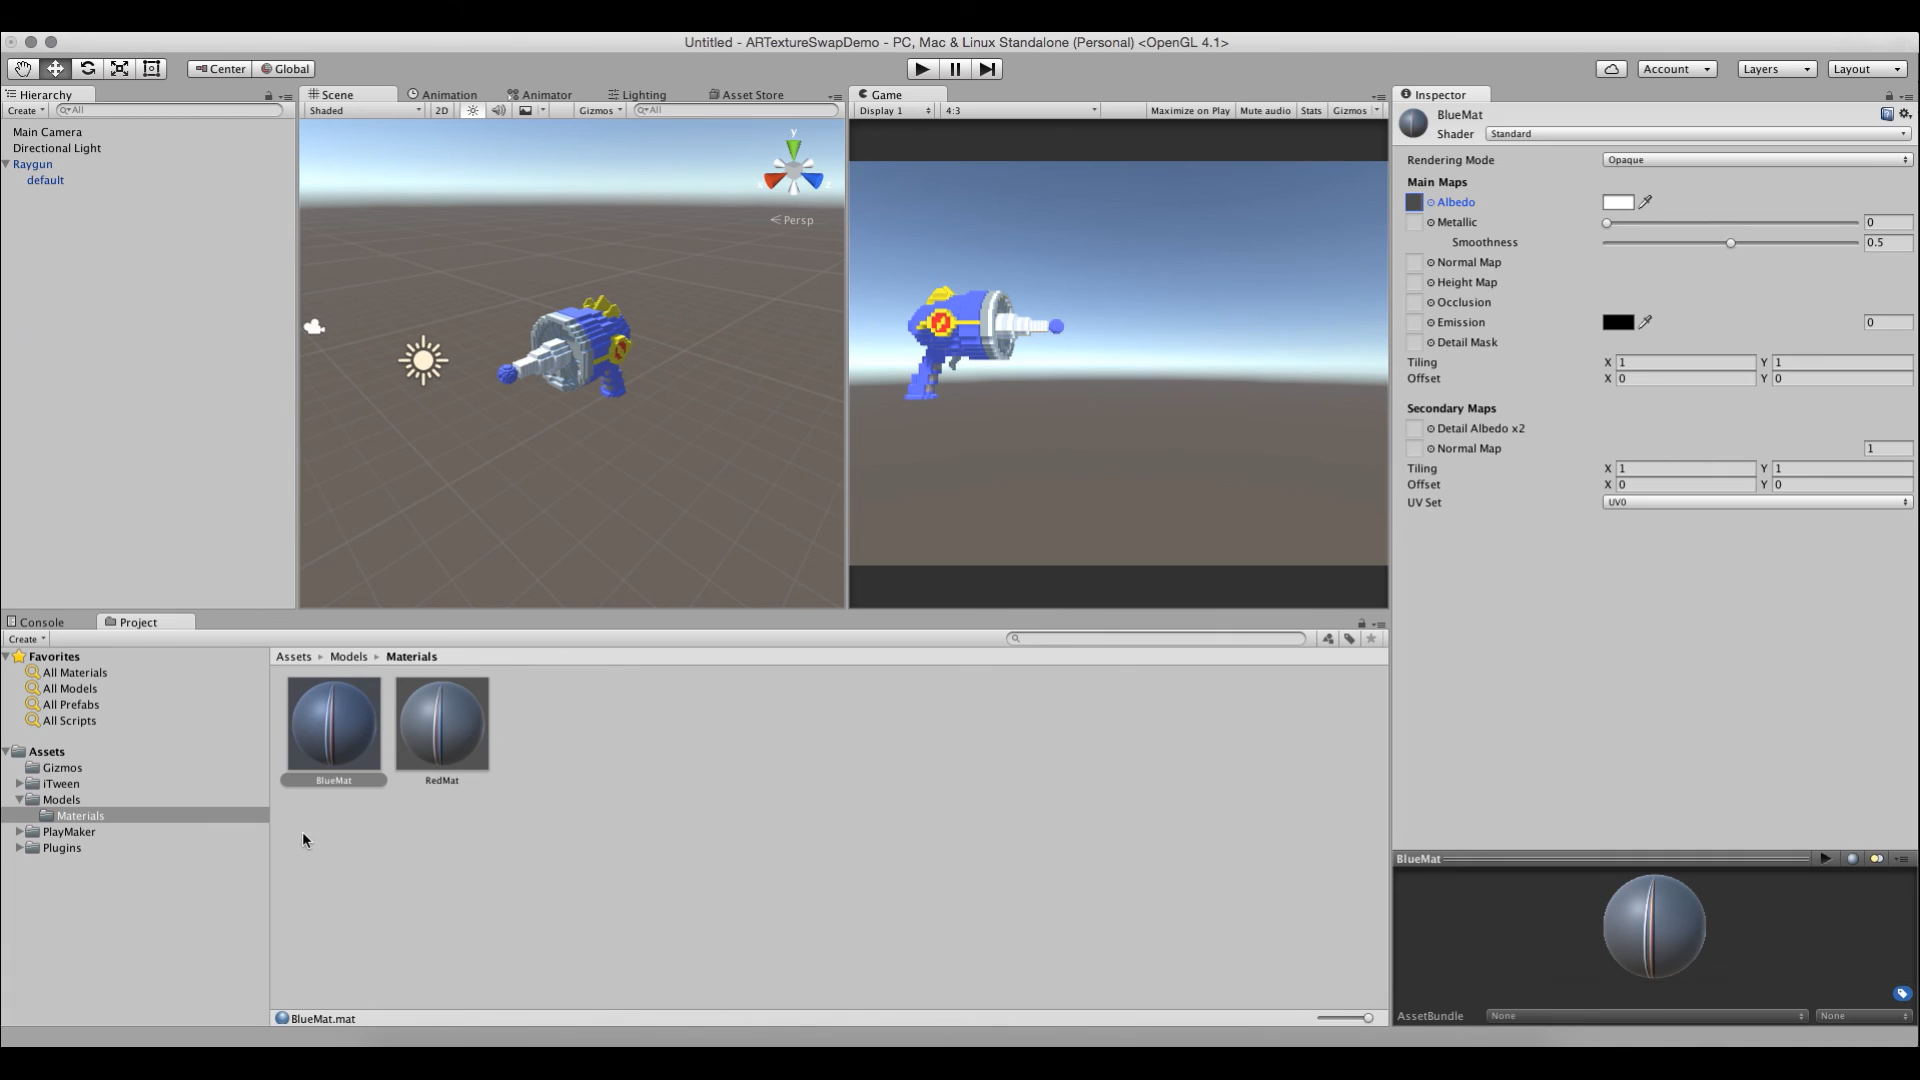 Untitled - ARTextureSwapDemo - PC, Mac & Linux Standalone (Personal) <OpenGL 4.1>
Center Global Account Layers Layout
Hierarchy
Create All
Main Camera
Directional Light
Raygun
default
Scene Animation Animator Lighting Asset Store
Shaded 2D Gizmos All
y
x z
Persp
Game
Display 1 4:3 Maximize on Play Mute audio Stats Gizmos
Inspector
BlueMat
Shader Standard
Rendering Mode Opaque
Main Maps
Albedo
Metallic 0
Smoothness 0.5
Normal Map
Height Map
Occlusion
Emission 0
Detail Mask
Tiling X 1 Y 1
Offset X 0 Y 0
Secondary Maps
Detail Albedo x2
Normal Map 1
Tiling X 1 Y 1
Offset X 0 Y 0
UV Set UV0
Console Project
Create
Favorites
All Materials
All Models
All Prefabs
All Scripts
Assets
Gizmos
iTween
Models
Materials
PlayMaker
Plugins
Assets Models Materials
BlueMat RedMat
BlueMat.mat
BlueMat
AssetBundle None None